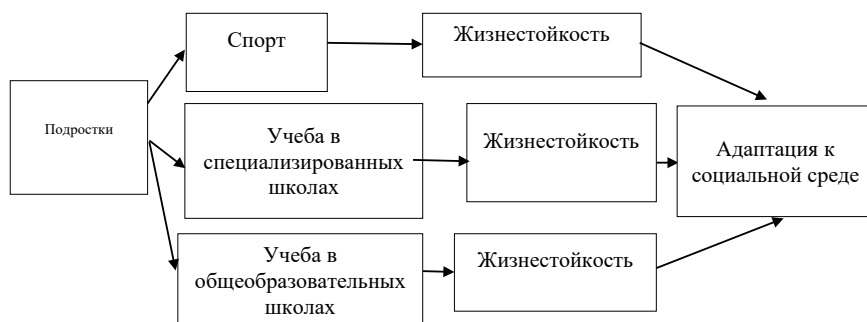 Спорт
Жизнестойкость
Подростки
Учеба в
специализированных
школах
Жизнестойкость
Адаптация к
социальной среде
Учеба в
общеобразовательных
школах
Жизнестойкость